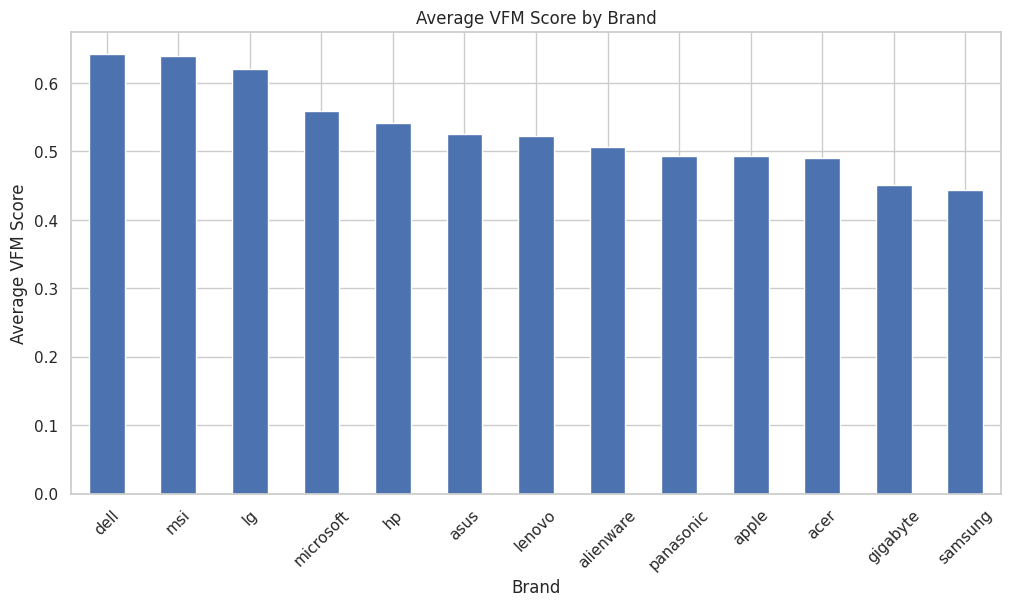 Average VFM Score by Brand
Average VFM Score
0.6
0.5
0.4
0.3
0.2
0.1
0.0
dell
msi
lg
microsoft
hp
asus
lenovo
alienware
panasonic
apple
acer
gigabyte
samsung
Brand